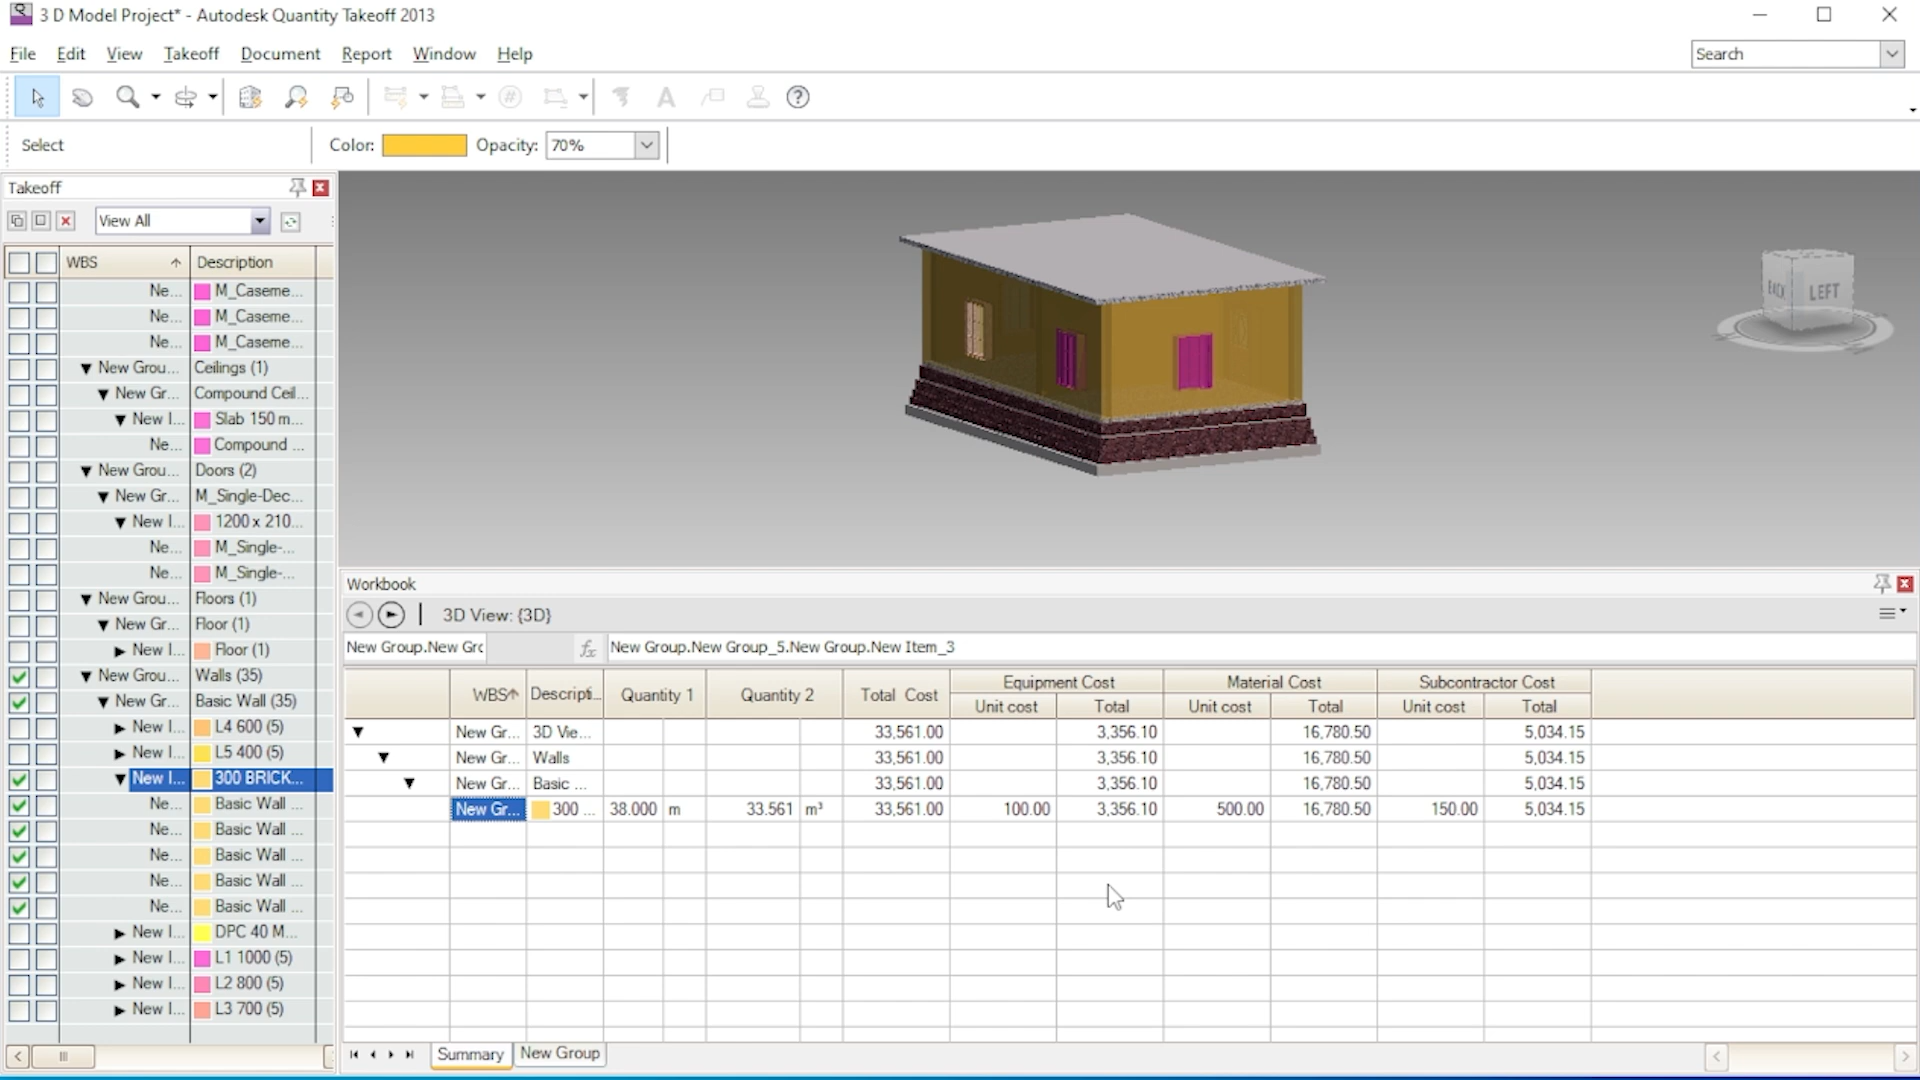 3 D Model Project* - Autodesk Quantity Takeoff 2013
File Edit View Takeoff Document Report Window Help
Search
Select
Color: Opacity: 70%
Takeoff
View All
WBS Description
Ne... M_Caseme...
Ne... M_Caseme...
Ne... M_Caseme...
New Grou... Ceilings (1)
New Gr... Compound Ceil...
New I... Slab 150 m...
Ne... Compound ...
New Grou... Doors (2)
New Gr... M_Single-Dec...
New I... 1200 x 210...
Ne... M_Single-...
Ne... M_Single-...
New Grou... Floors (1)
New Gr... Floor (1)
New I... Floor (1)
New Grou... Walls (35)
New Gr... Basic Wall (35)
New I... L4 600 (5)
New I... L5 400 (5)
New I... 300 BRICK...
Ne... Basic Wall ...
Ne... Basic Wall ...
Ne... Basic Wall ...
Ne... Basic Wall ...
Ne... Basic Wall ...
New I... DPC 40 M...
New I... L1 1000 (5)
New I... L2 800 (5)
New I... L3 700 (5)
BACK LEFT
Workbook
3D View: {3D}
New Group.New Grc fx New Group.New Group_5.New Group.New Item_3
WBS Descripti... Quantity 1 Quantity 2 Total Cost Equipment Cost Material Cost Subcontractor Cost
Unit cost Total Unit cost Total Unit cost Total
New Gr... 3D Vie... 33,561.00 3,356.10 16,780.50 5,034.15
New Gr... Walls 33,561.00 3,356.10 16,780.50 5,034.15
New Gr... Basic ... 33,561.00 3,356.10 16,780.50 5,034.15
New Gr... 300 ... 38.000 m 33.561 m³ 33,561.00 100.00 3,356.10 500.00 16,780.50 150.00 5,034.15
Summary New Group